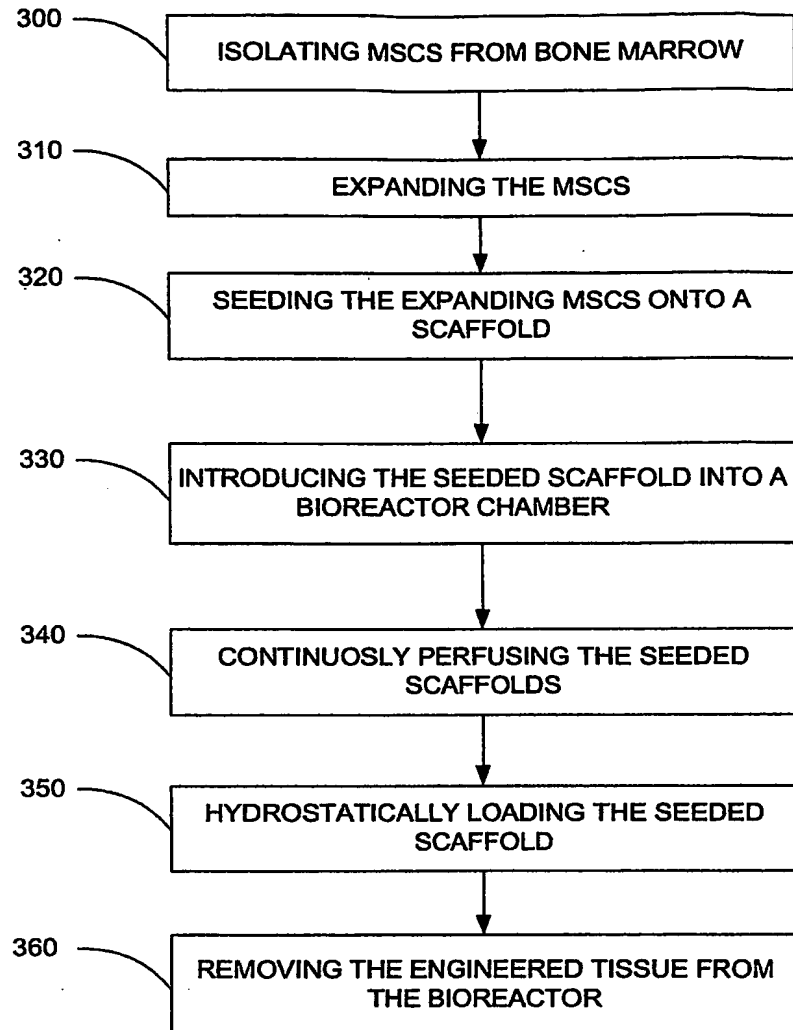 300
ISOLATING MSCS FROM BONE MARROW
310
EXPANDING THE MSCS
320
SEEDING THE EXPANDING MSCS ONTO A
SCAFFOLD
330
INTRODUCING THE SEEDED SCAFFOLD INTO A
BIOREACTOR CHAMBER
340
CONTINUOSLY PERFUSING THE SEEDED
SCAFFOLDS
350
HYDROSTATICALLY LOADING THE SEEDED
SCAFFOLD
360
REMOVING THE ENGINEERED TISSUE FROM
THE BIOREACTOR